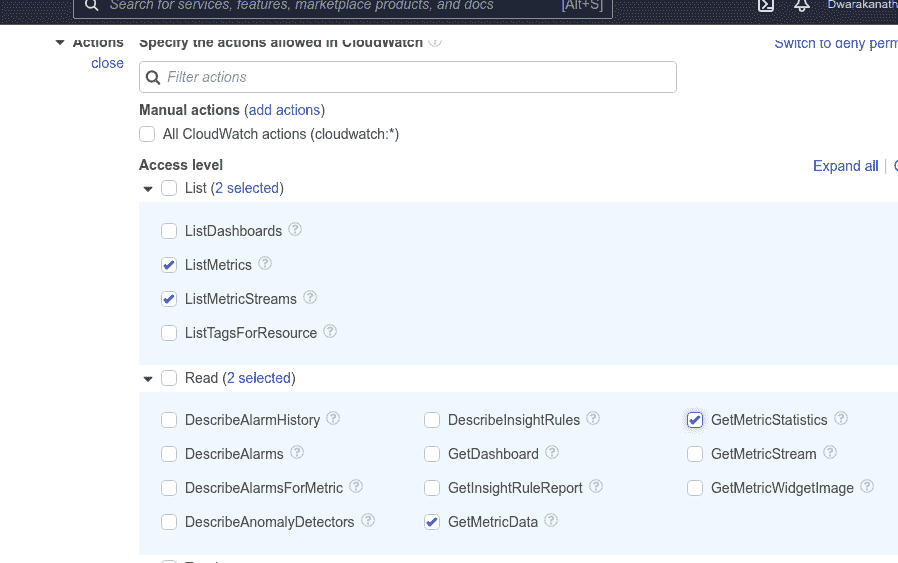 Search for services, features, marketplace products, and docs [Alt+S] Dwarakanath
Actions Specify the actions allowed in CloudWatch ? Switch to deny perm
close
Filter actions
Manual actions (add actions)
All CloudWatch actions (cloudwatch:*)
Access level Expand all |
List (2 selected)
ListDashboards ?
ListMetrics ?
ListMetricStreams ?
ListTagsForResource ?
Read (2 selected)
DescribeAlarmHistory ? DescribeInsightRules ? GetMetricStatistics ?
DescribeAlarms ? GetDashboard ? GetMetricStream ?
DescribeAlarmsForMetric ? GetInsightRuleReport ? GetMetricWidgetImage ?
DescribeAnomalyDetectors ? GetMetricData ?